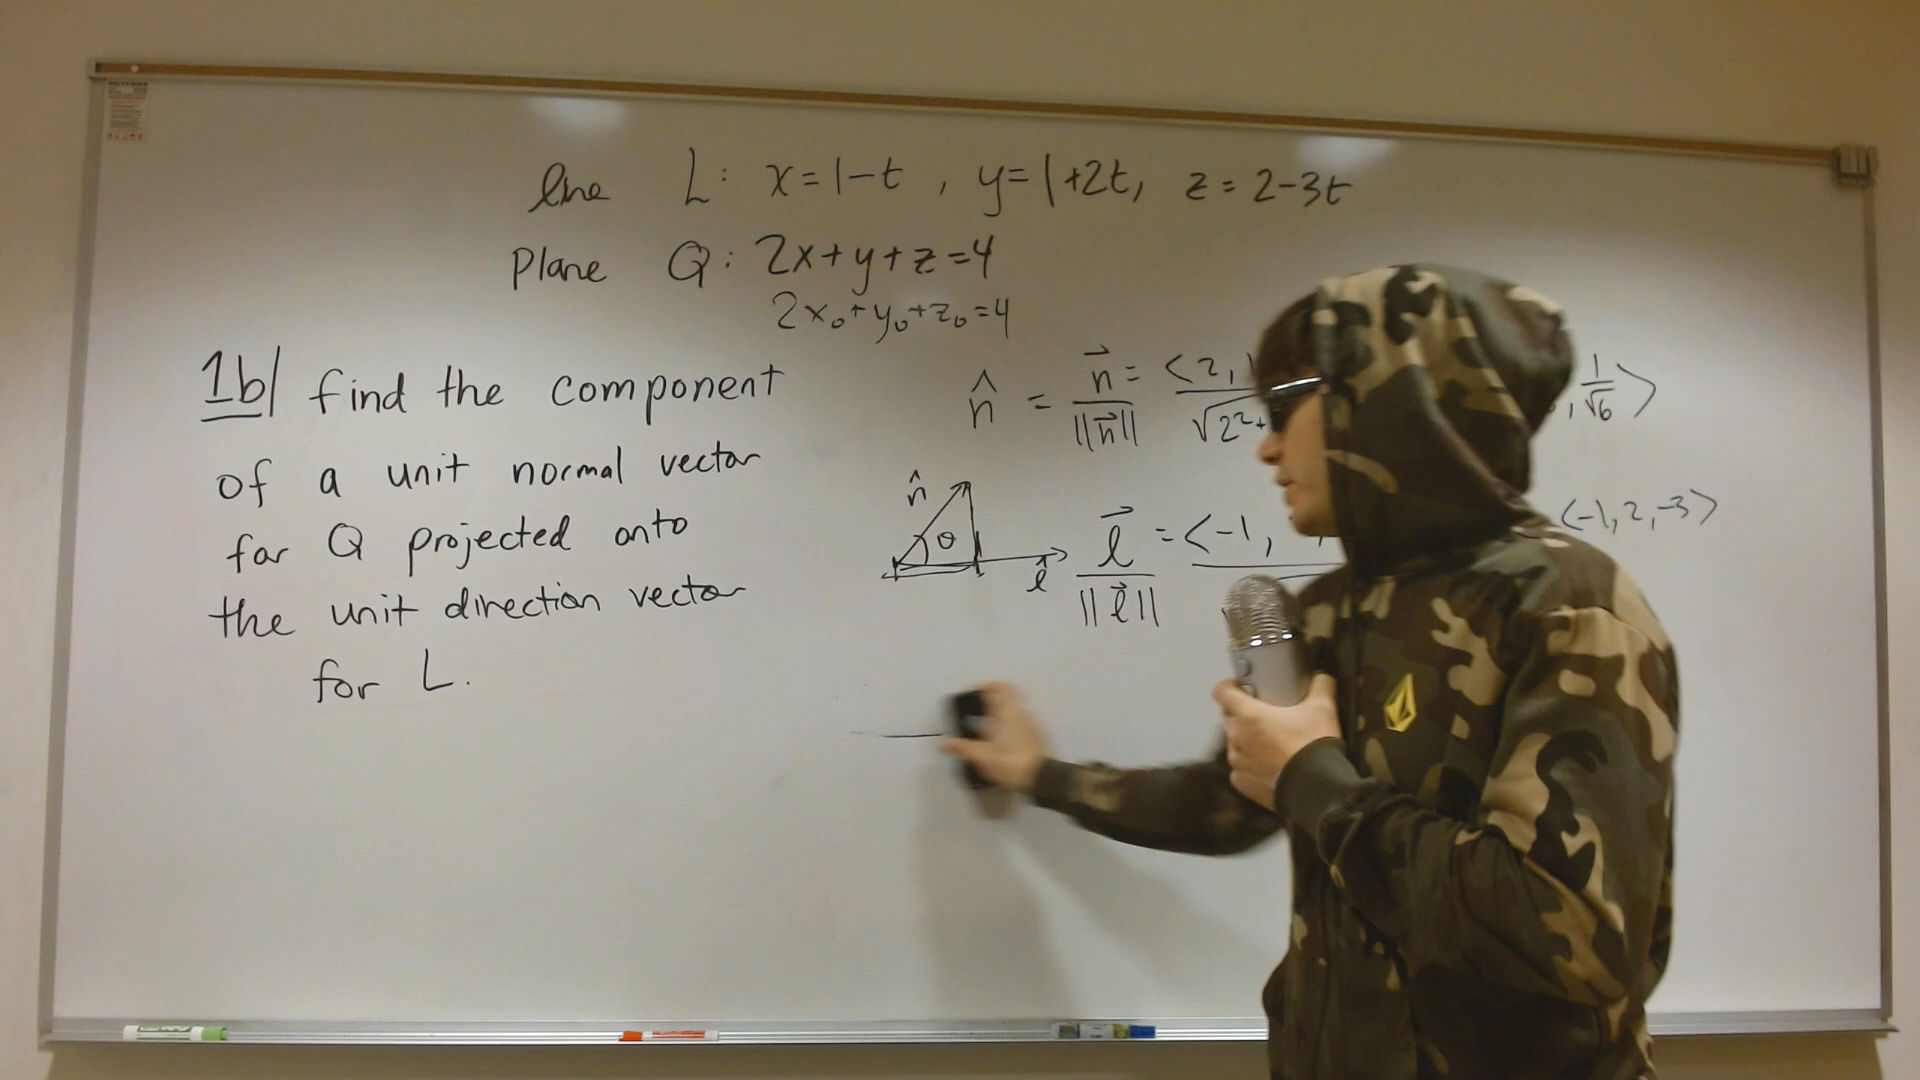 line L: x=1-t, y=1+2t, z=2-3t
Plane Q: 2x+y+z=4
2x₀+y₀+z₀=4
1b| find the component
of a unit normal vector
for Q projected onto
the unit direction vector
for L.
n̂ = n⃗ = <2, 1 , 1/√6>
||n⃗|| √2²+
n̂
θ
l̂
l⃗ = <-1, <-1, 2, -3>
||l⃗||